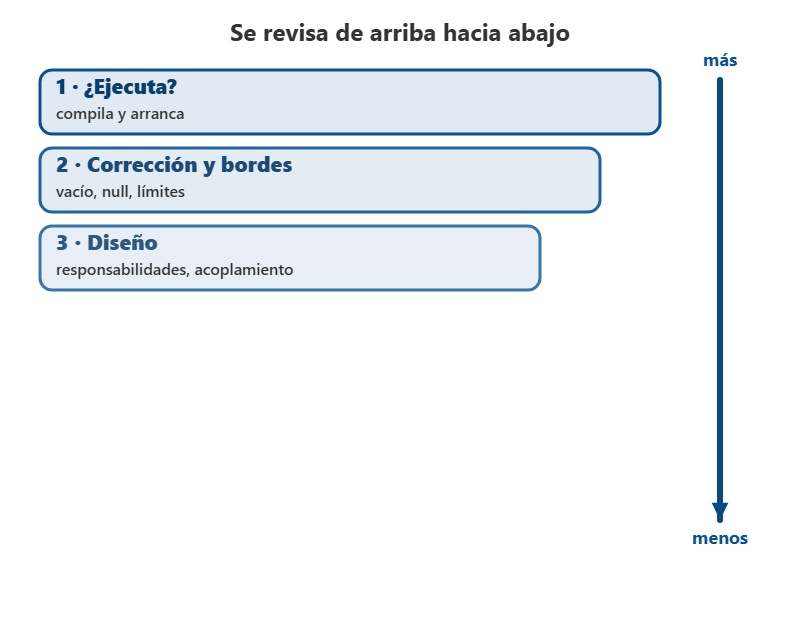 Se revisa de arriba hacia abajo
más
1 · ¿Ejecuta?
compila y arranca
2 · Corrección y bordes
vacío, null, límites
3 · Diseño
responsabilidades, acoplamiento
menos